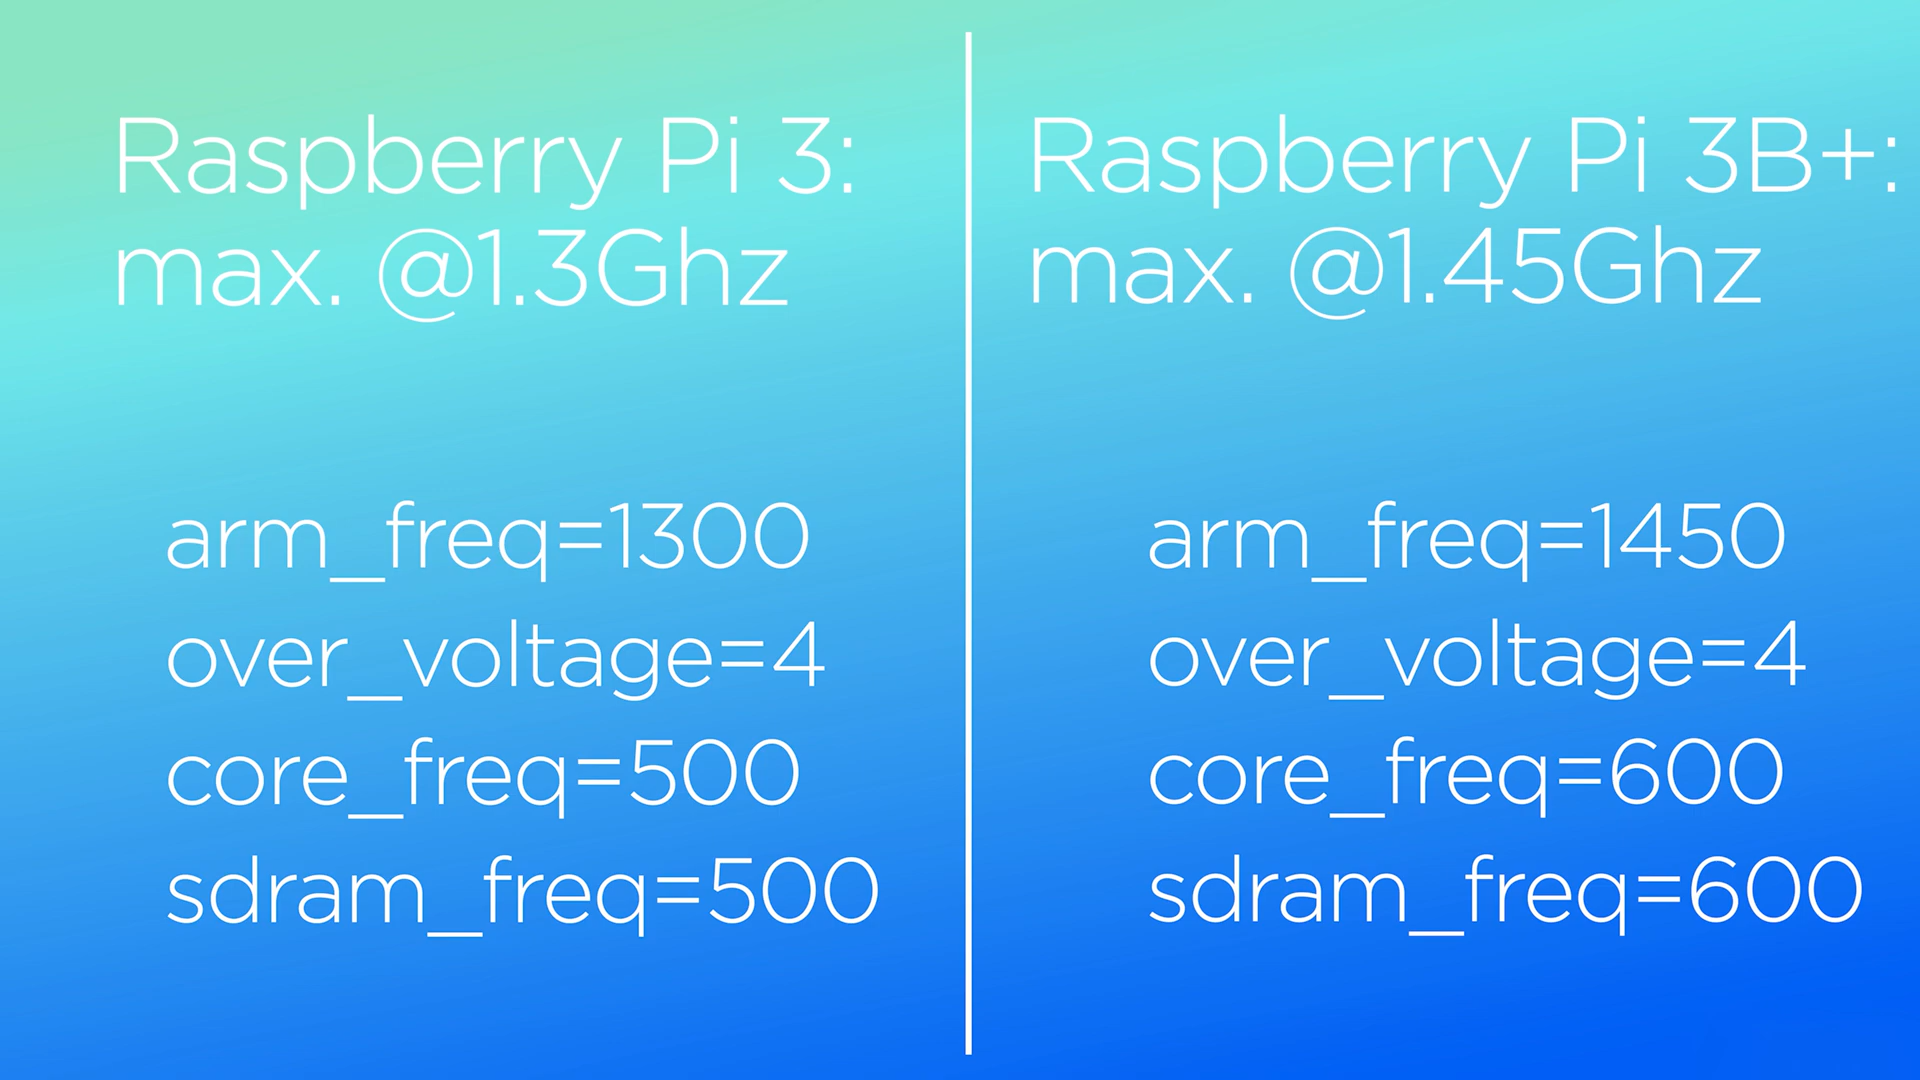 Raspberry Pi 3:
max. @1.3Ghz
arm_freq=1300
over_voltage=4
core_freq=500
sdram_freq=500
Raspberry Pi 3B+:
max. @1.45Ghz
arm_freq=1450
over_voltage=4
core_freq=600
sdram_freq=600